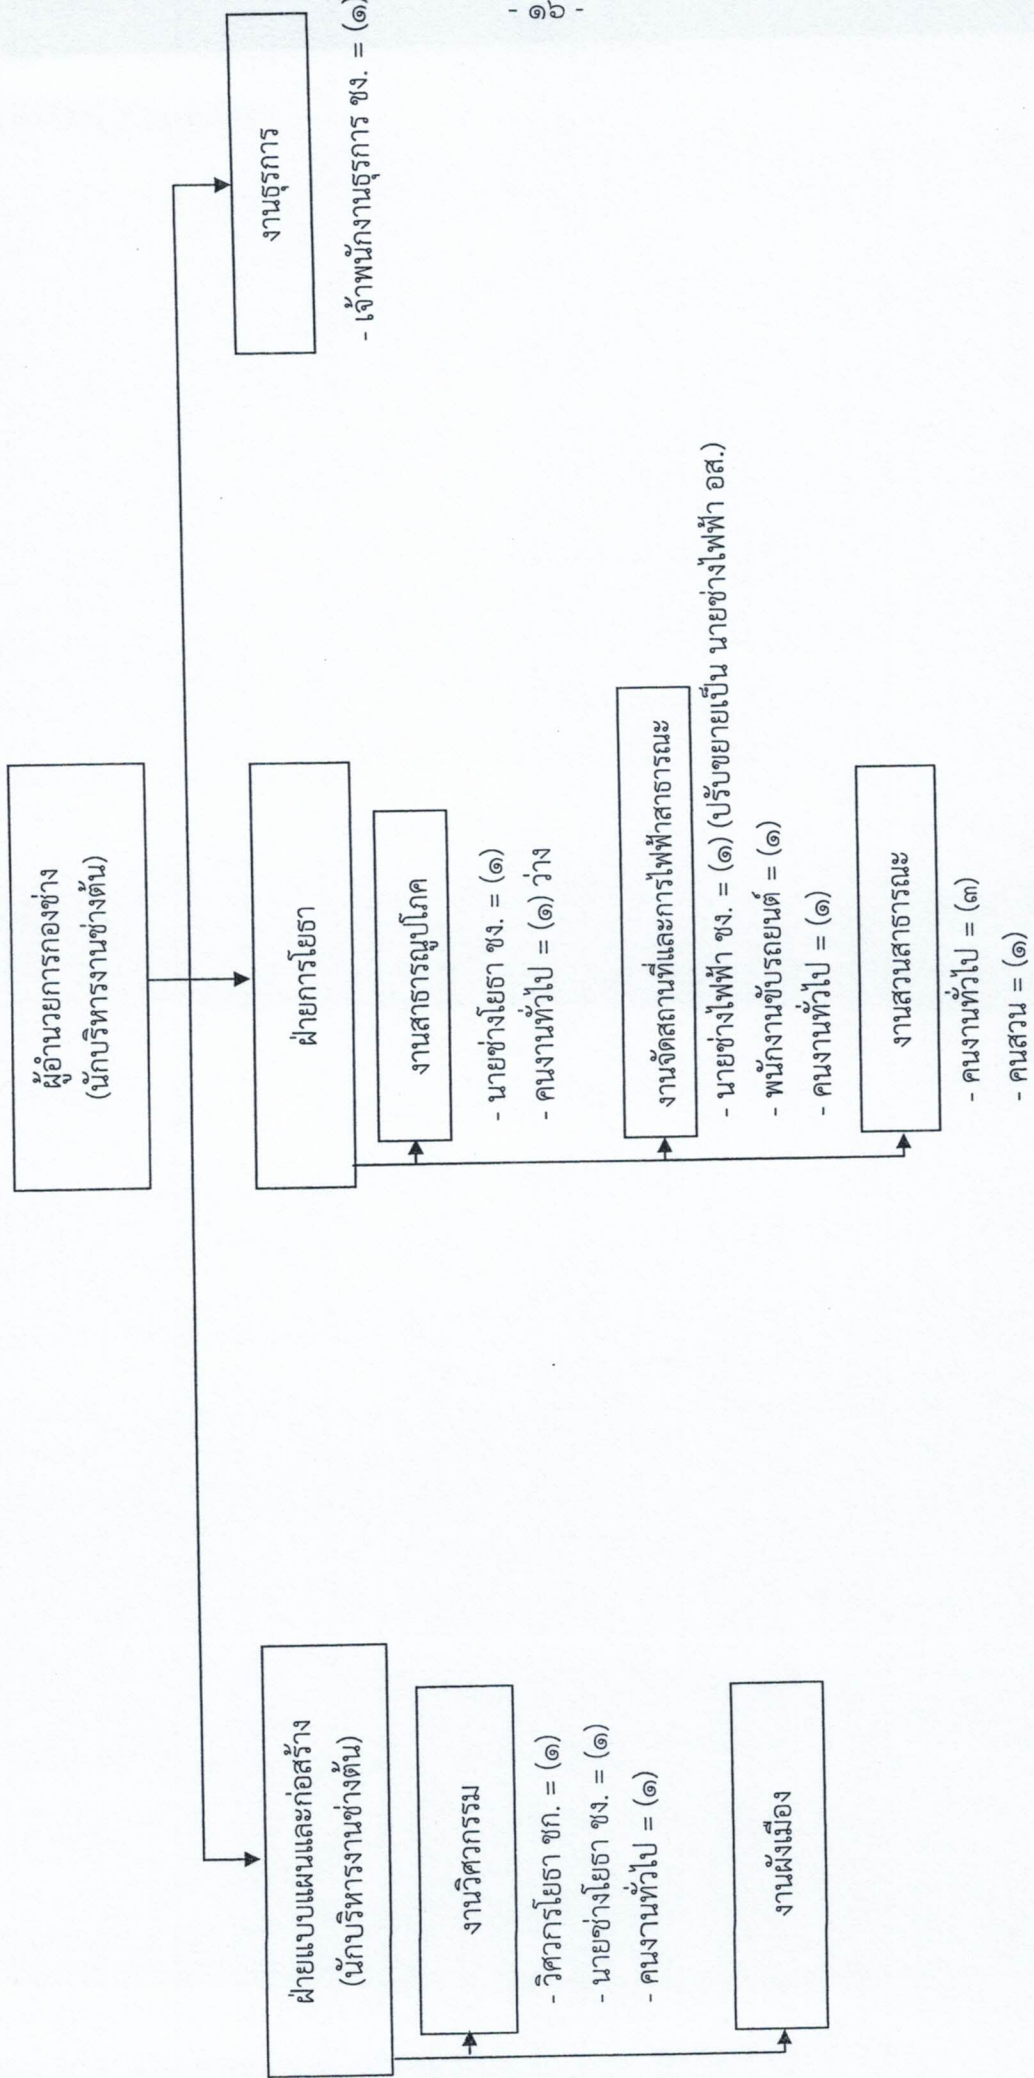 - ๑๖ -
ผู้อำนวยการกองช่าง
(นักบริหารงานช่างต้น)
ฝ่ายแบบแผนและก่อสร้าง
(นักบริหารงานช่างต้น)
งานวิศวกรรม
- วิศวกรโยธา ชก. = (๑)
- นายช่างโยธา ชง. = (๑)
- คนงานทั่วไป = (๑)
งานผังเมือง
ฝ่ายการโยธา
งานสาธารณูปโภค
- นายช่างโยธา ชง. = (๑)
- คนงานทั่วไป = (๑) ว่าง
งานจัดสถานที่และการไฟฟ้าสาธารณะ
- นายช่างไฟฟ้า ชง. = (๑) (ปรับขยายเป็น นายช่างไฟฟ้า อส.)
- พนักงานขับรถยนต์ = (๑)
- คนงานทั่วไป = (๑)
งานสวนสาธารณะ
- คนงานทั่วไป = (๓)
- คนสวน = (๑)
งานธุรการ
- เจ้าพนักงานธุรการ ชง. = (๑)